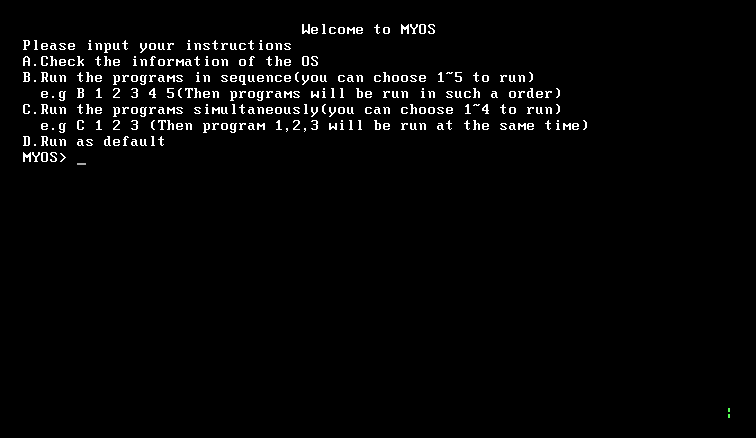 Welcome to MYOS
Please input your instructions
A.Check the information of the OS
B.Run the programs in sequence(you can choose 1~5 to run)
e.g B 1 2 3 4 5(Then programs will be run in such a order)
C.Run the programs simultaneously(you can choose 1~4 to run)
e.g C 1 2 3 (Then program 1,2,3 will be run at the same time)
D.Run as default
MYOS> _
¦